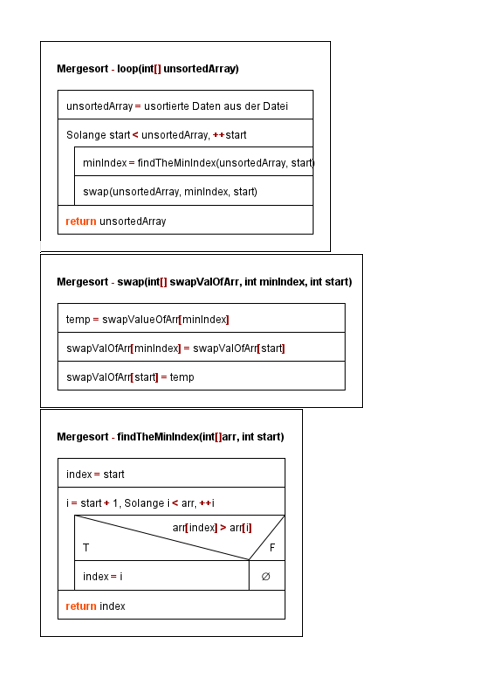 Mergesort - loop(int[] unsortedArray)
unsortedArray = usortierte Daten aus der Datei
Solange start < unsortedArray, ++start
minIndex = findTheMinIndex(unsortedArray, start)
swap(unsortedArray, minIndex, start)
return unsortedArray
Mergesort - swap(int[] swapValOfArr, int minIndex, int start)
temp = swapValueOfArr[minIndex]
swapValOfArr[minIndex] = swapValOfArr[start]
swapValOfArr[start] = temp
Mergesort - findTheMinIndex(int[]arr, int start)
index = start
i = start + 1, Solange i < arr, ++i
arr[index] > arr[i]
T F
index = i ∅
return index